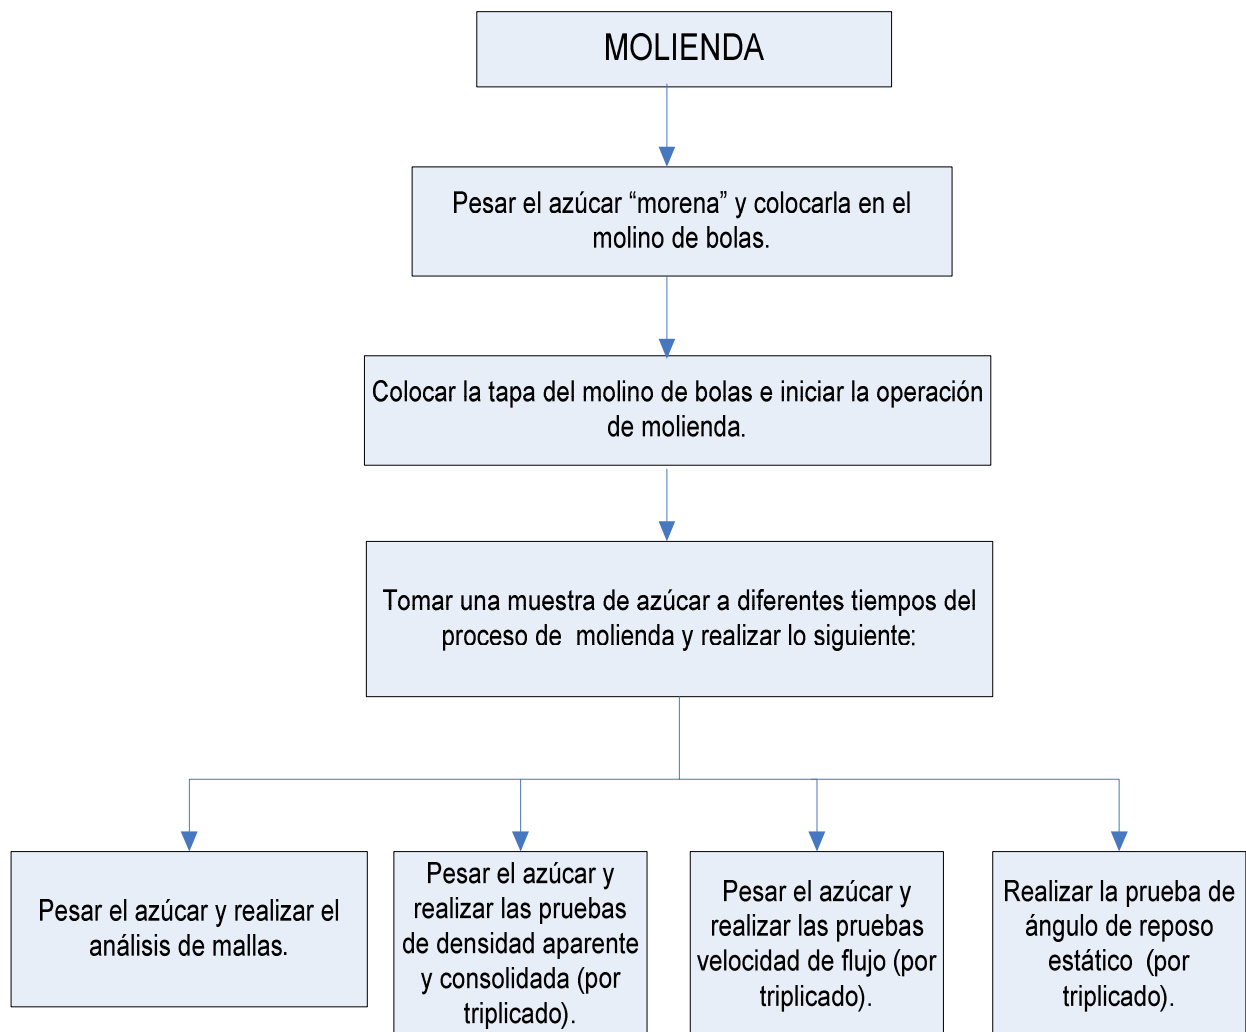 MOLIENDA
Pesar el azúcar “morena” y colocarla en el
molino de bolas.
Colocar la tapa del molino de bolas e iniciar la operación
de molienda.
Tomar una muestra de azúcar a diferentes tiempos del
proceso de molienda y realizar lo siguiente:
Pesar el azúcar y realizar el
análisis de mallas.
Pesar el azúcar y
realizar las pruebas
de densidad aparente
y consolidada (por
triplicado).
Pesar el azúcar y
realizar las pruebas
velocidad de flujo (por
triplicado).
Realizar la prueba de
ángulo de reposo
estático (por
triplicado).